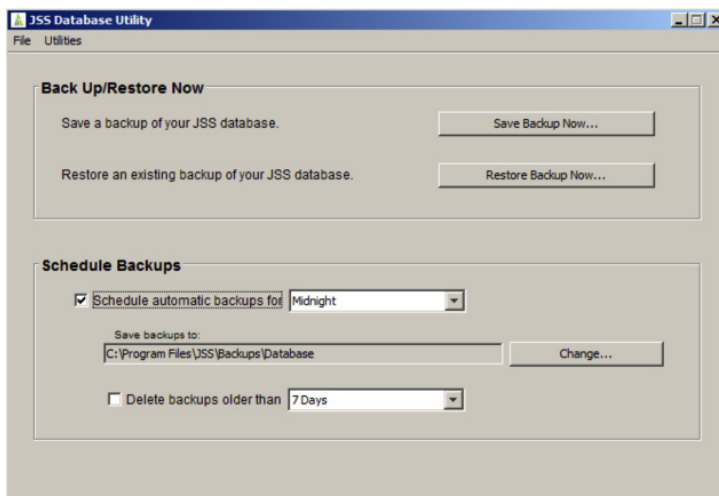 JSS Database Utility
File Utilities
Back Up/Restore Now
Save a backup of your JSS database.
Save Backup Now...
Restore an existing backup of your JSS database.
Restore Backup Now...
Schedule Backups
Schedule automatic backups for Midnight
Save backups to:
C:\Program Files\JSS\Backups\Database
Change...
Delete backups older than 7 Days